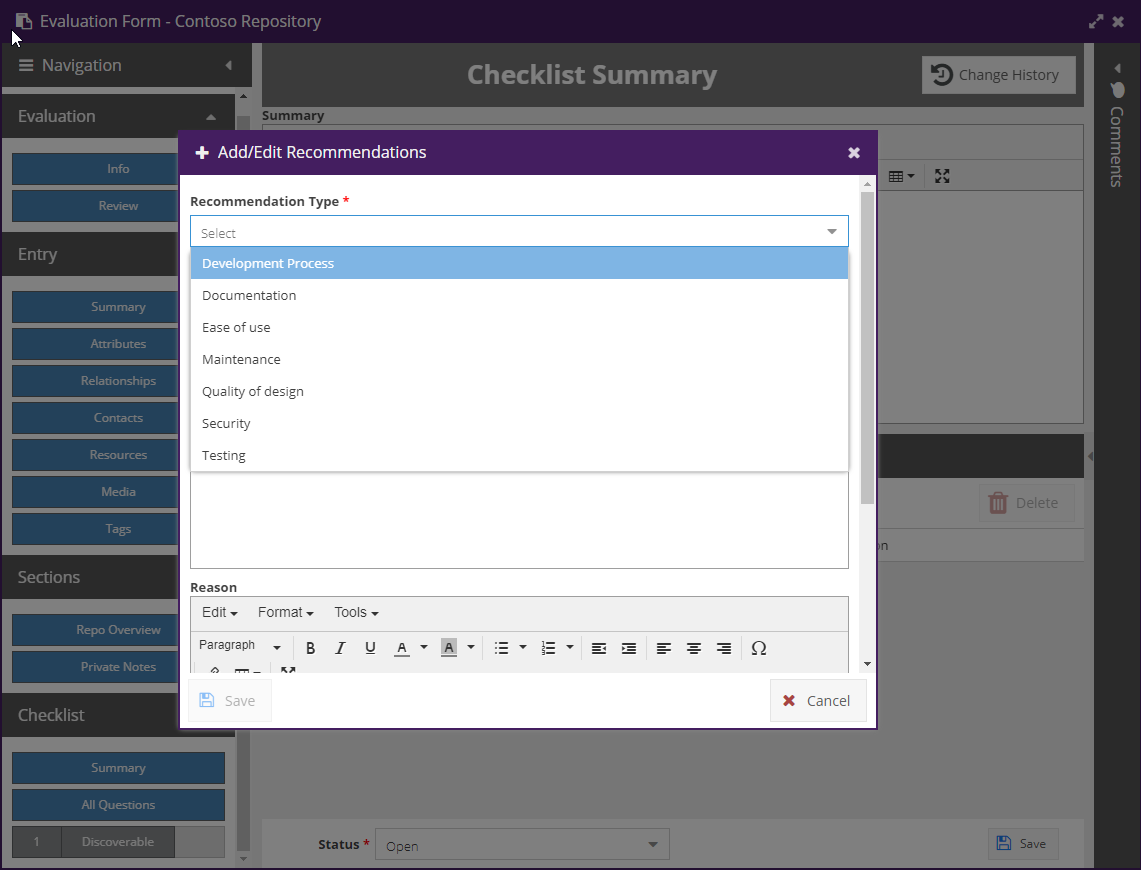 Evaluation Form - Contoso Repository
Navigation
Evaluation
Info
Review
Entry
Summary
Attributes
Relationships
Contacts
Resources
Media
Tags
Sections
Repo Overview
Private Notes
Checklist
Summary
All Questions
1 Discoverable
Checklist Summary
Change History
Summary
Comments
Delete
Add/Edit Recommendations
Recommendation Type *
Select
Development Process
Documentation
Ease of use
Maintenance
Quality of design
Security
Testing
Reason
Edit Format Tools
Paragraph B I U A A Ω
Save Cancel
Status * Open Save